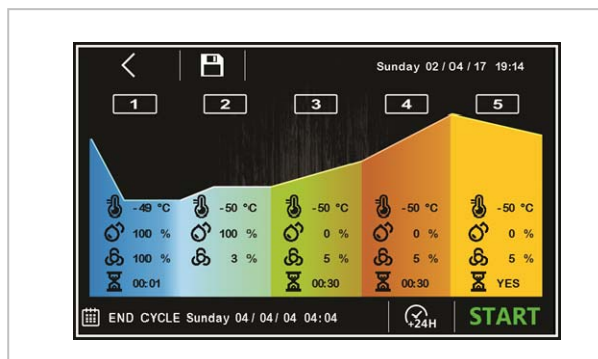 Sunday 02 / 04 / 17 19:14
1 2 3 4 5
-49 °C -50 °C -50 °C -50 °C -50 °C
100 % 100 % 0 % 0 % 0 %
100 % 3 % 5 % 5 % 5 %
00:01 00:30 00:30 YES
END CYCLE Sunday 04 / 04 / 04 04:04 +24H START